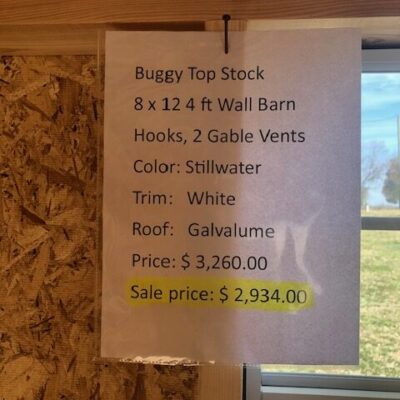 Buggy Top Stock
8 x 12 4 ft Wall Barn
Hooks, 2 Gable Vents
Color: Stillwater
Trim: White
Roof: Galvalume
Price: $ 3,260.00
Sale price: $ 2,934.00